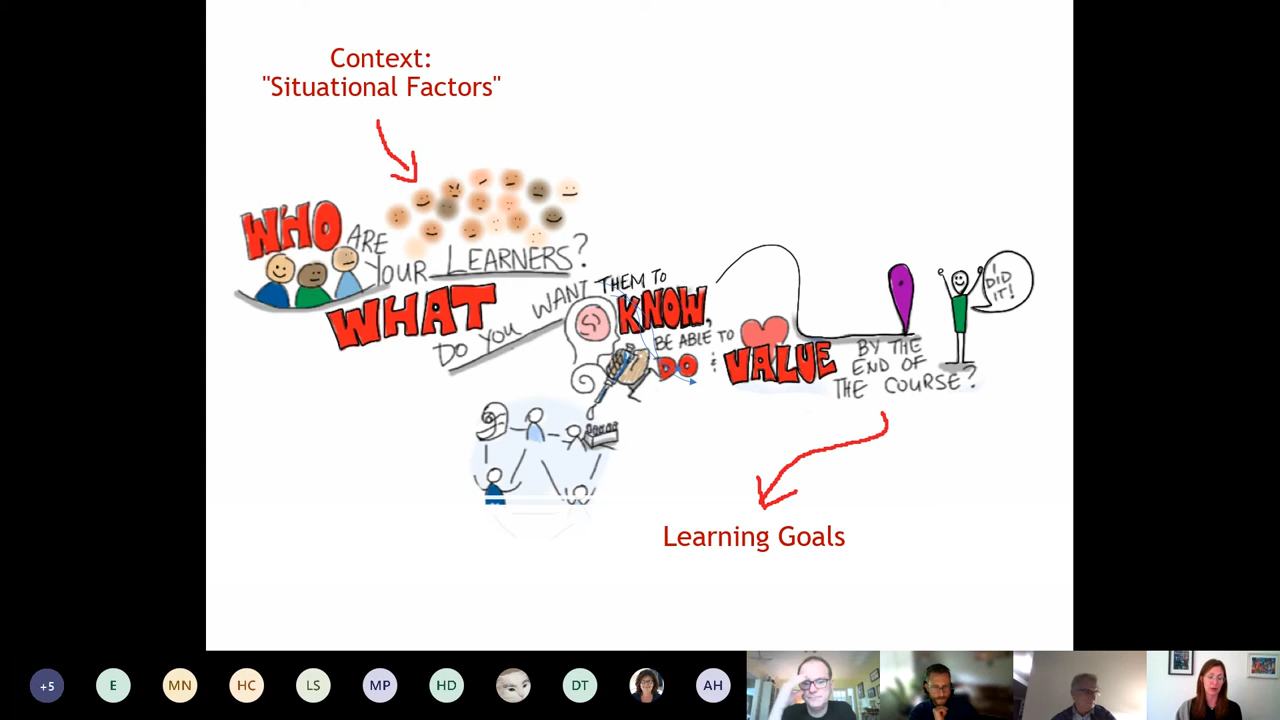 Context:
"Situational Factors"
WHO ARE
YOUR LEARNERS?
WHAT
DO YOU WANT THEM TO
KNOW,
BE ABLE TO
DO & VALUE
BY THE
END OF
THE COURSE?
I
DID
IT!
Learning Goals
+5 E MN HC LS MP HD DT AH